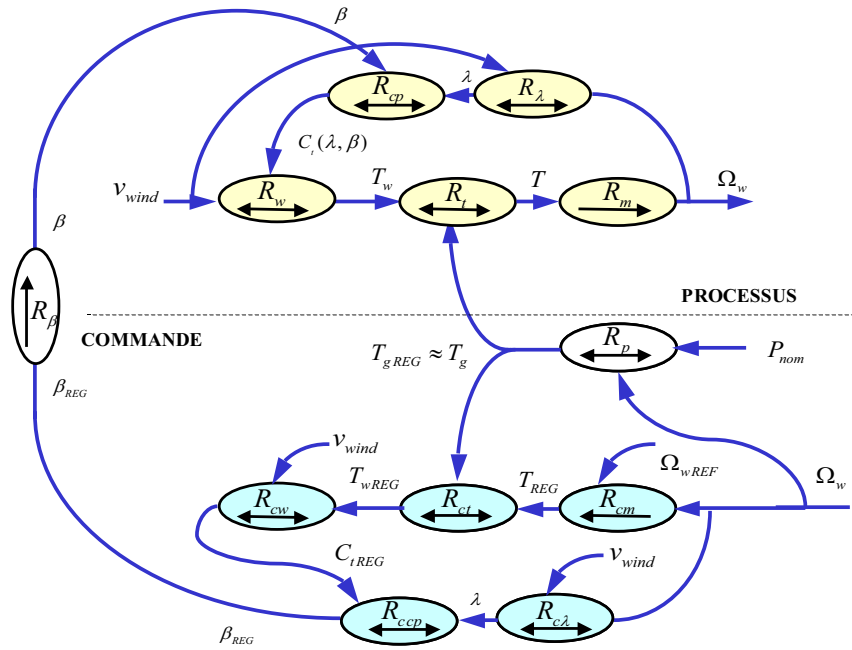 β
β
λ
R_cp
R_λ
C_t(λ, β)
v_wind
R_w
T_w
R_t
T
R_m
Ω_w
β
R_β
PROCESSUS
COMMANDE
R_p
P_nom
T_gREG ≈ T_g
β_REG
v_wind
Ω_wREF
Ω_w
T_wREG
T_REG
R_cw
R_ct
R_cm
C_tREG
v_wind
λ
R_ccp
R_cλ
β_REG